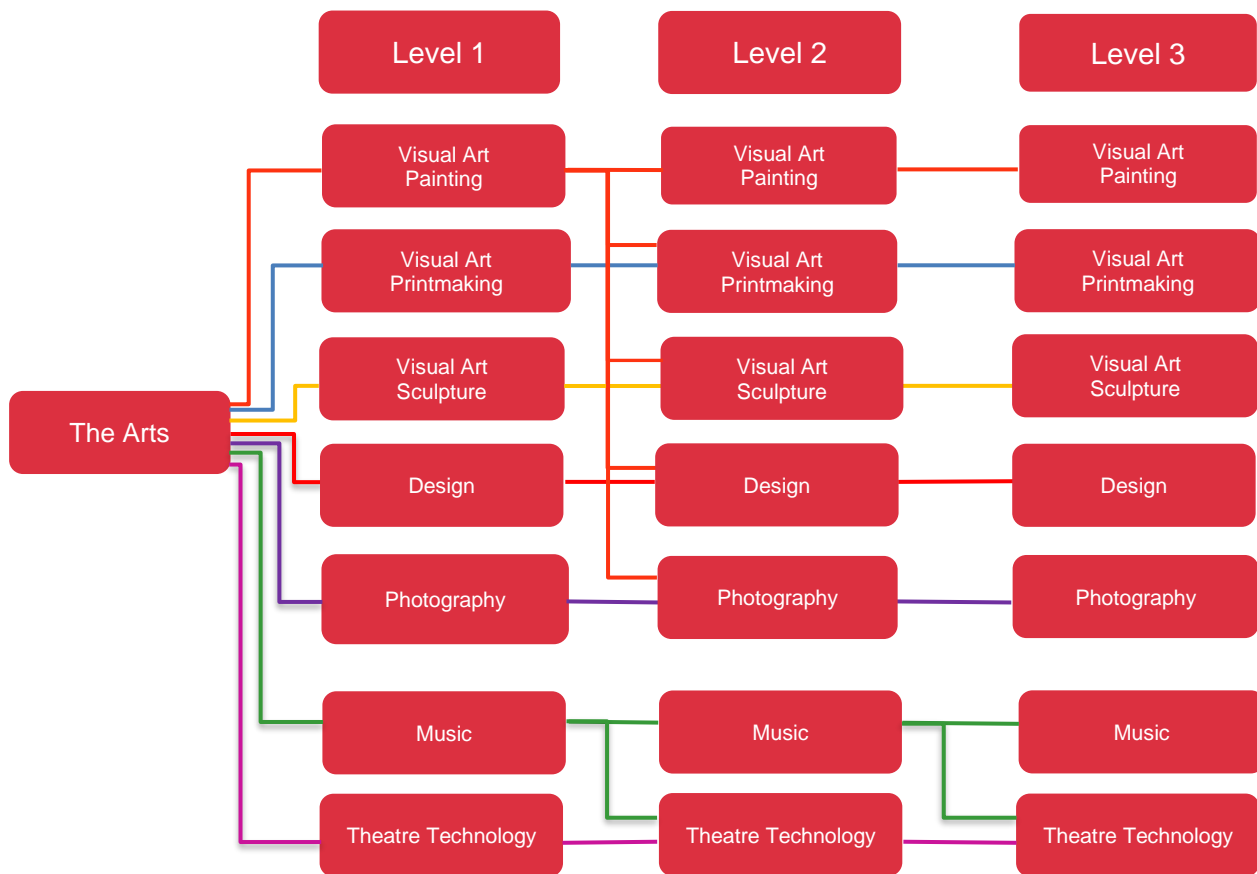 Level 1
Level 2
Level 3
Visual Art
Painting
Visual Art
Painting
Visual Art
Painting
Visual Art
Printmaking
Visual Art
Printmaking
Visual Art
Printmaking
Visual Art
Sculpture
Visual Art
Sculpture
Visual Art
Sculpture
The Arts
Design
Design
Design
Photography
Photography
Photography
Music
Music
Music
Theatre Technology
Theatre Technology
Theatre Technology